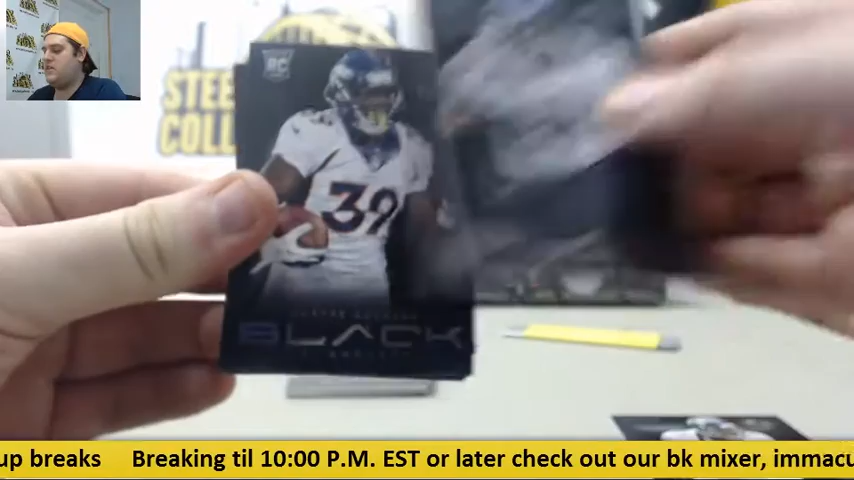 STEE
COLL
RC
39
BLACK
up breaks Breaking til 10:00 P.M. EST or later check out our bk mixer, immacu